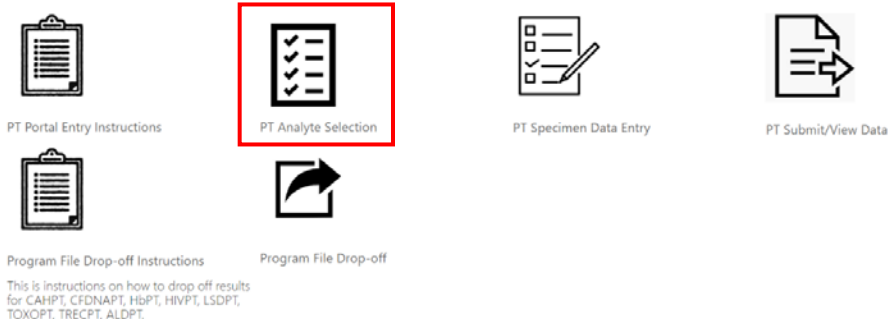 PT Portal Entry Instructions
PT Analyte Selection
PT Specimen Data Entry
PT Submit/View Data
Program File Drop-off Instructions
Program File Drop-off
This is instructions on how to drop off results
for CAHPT, CFDNAPT, HbPT, HIVPT, LSDPT,
TOXOPT, TRECPT, ALDPT.